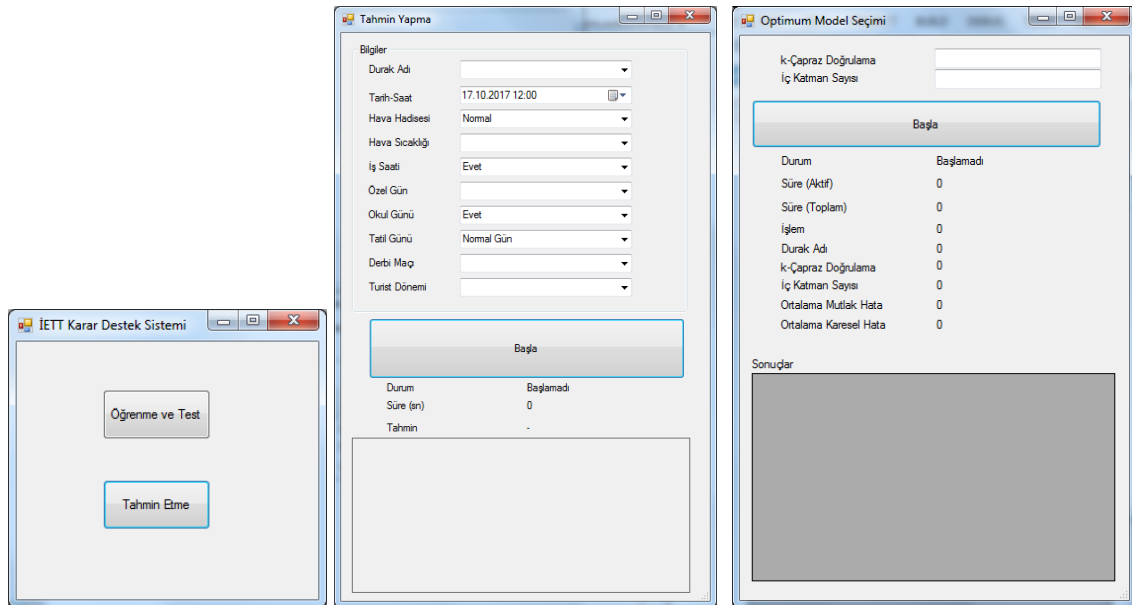 İETT Karar Destek Sistemi
Öğrenme ve Test
Tahmin Etme
Tahmin Yapma
Bilgiler
Durak Adı
Tarih-Saat 17.10.2017 12:00
Hava Hadisesi Normal
Hava Sıcaklığı
İş Saati Evet
Özel Gün
Okul Günü Evet
Tatil Günü Normal Gün
Derbi Maçı
Turist Dönemi
Başla
Durum Başlamadı
Süre (sn) 0
Tahmin -
Optimum Model Seçimi
k-Çapraz Doğrulama
İç Katman Sayısı
Başla
Durum Başlamadı
Süre (Aktif) 0
Süre (Toplam) 0
İşlem 0
Durak Adı 0
k-Çapraz Doğrulama 0
İç Katman Sayısı 0
Ortalama Mutlak Hata 0
Ortalama Karesel Hata 0
Sonuçlar